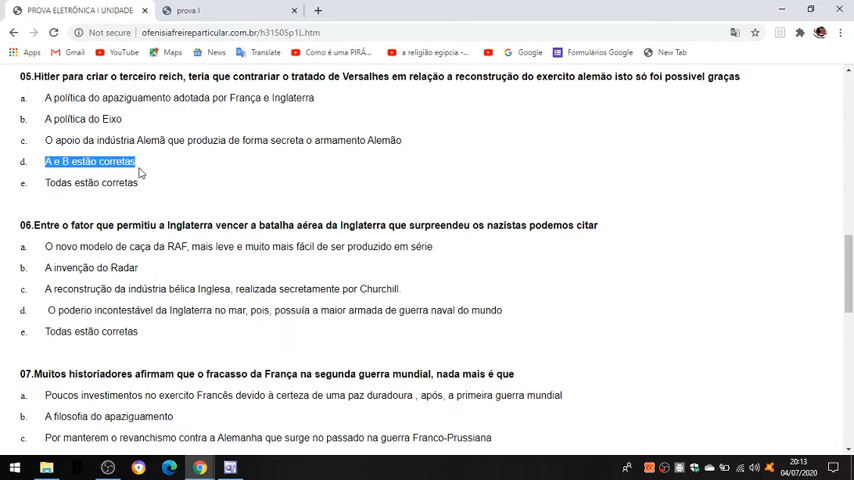 PROVA ELETRÔNICA I UNIDADE
prova I
Not secure
ofenisiafreireparticular.com.br/h31505p1L.htm
Apps Gmail YouTube Maps News Translate Como é uma PIRÂ... a religião egipcia -... Google Formulários Google New Tab
05.Hitler para criar o terceiro reich, teria que contrariar o tratado de Versalhes em relação a reconstrução do exercito alemão isto só foi possivel graças
a. A política do apaziguamento adotada por França e Inglaterra
b. A política do Eixo
c. O apoio da indústria Alemã que produzia de forma secreta o armamento Alemão
d. A e B estão corretas
e. Todas estão corretas
06.Entre o fator que permitiu a Inglaterra vencer a batalha aérea da Inglaterra que surpreendeu os nazistas podemos citar
a. O novo modelo de caça da RAF, mais leve e muito mais fácil de ser produzido em série
b. A invenção do Radar
c. A reconstrução da indústria bélica Inglesa, realizada secretamente por Churchill.
d. O poderio incontestável da Inglaterra no mar, pois, possuía a maior armada de guerra naval do mundo
e. Todas estão corretas
07.Muitos historiadores afirmam que o fracasso da França na segunda guerra mundial, nada mais é que
a. Poucos investimentos no exercito Francês devido à certeza de uma paz duradoura , após, a primeira guerra mundial
b. A filosofia do apaziguamento
c. Por manterem o revanchismo contra a Alemanha que surge no passado na guerra Franco-Prussiana
20:13
04/07/2020